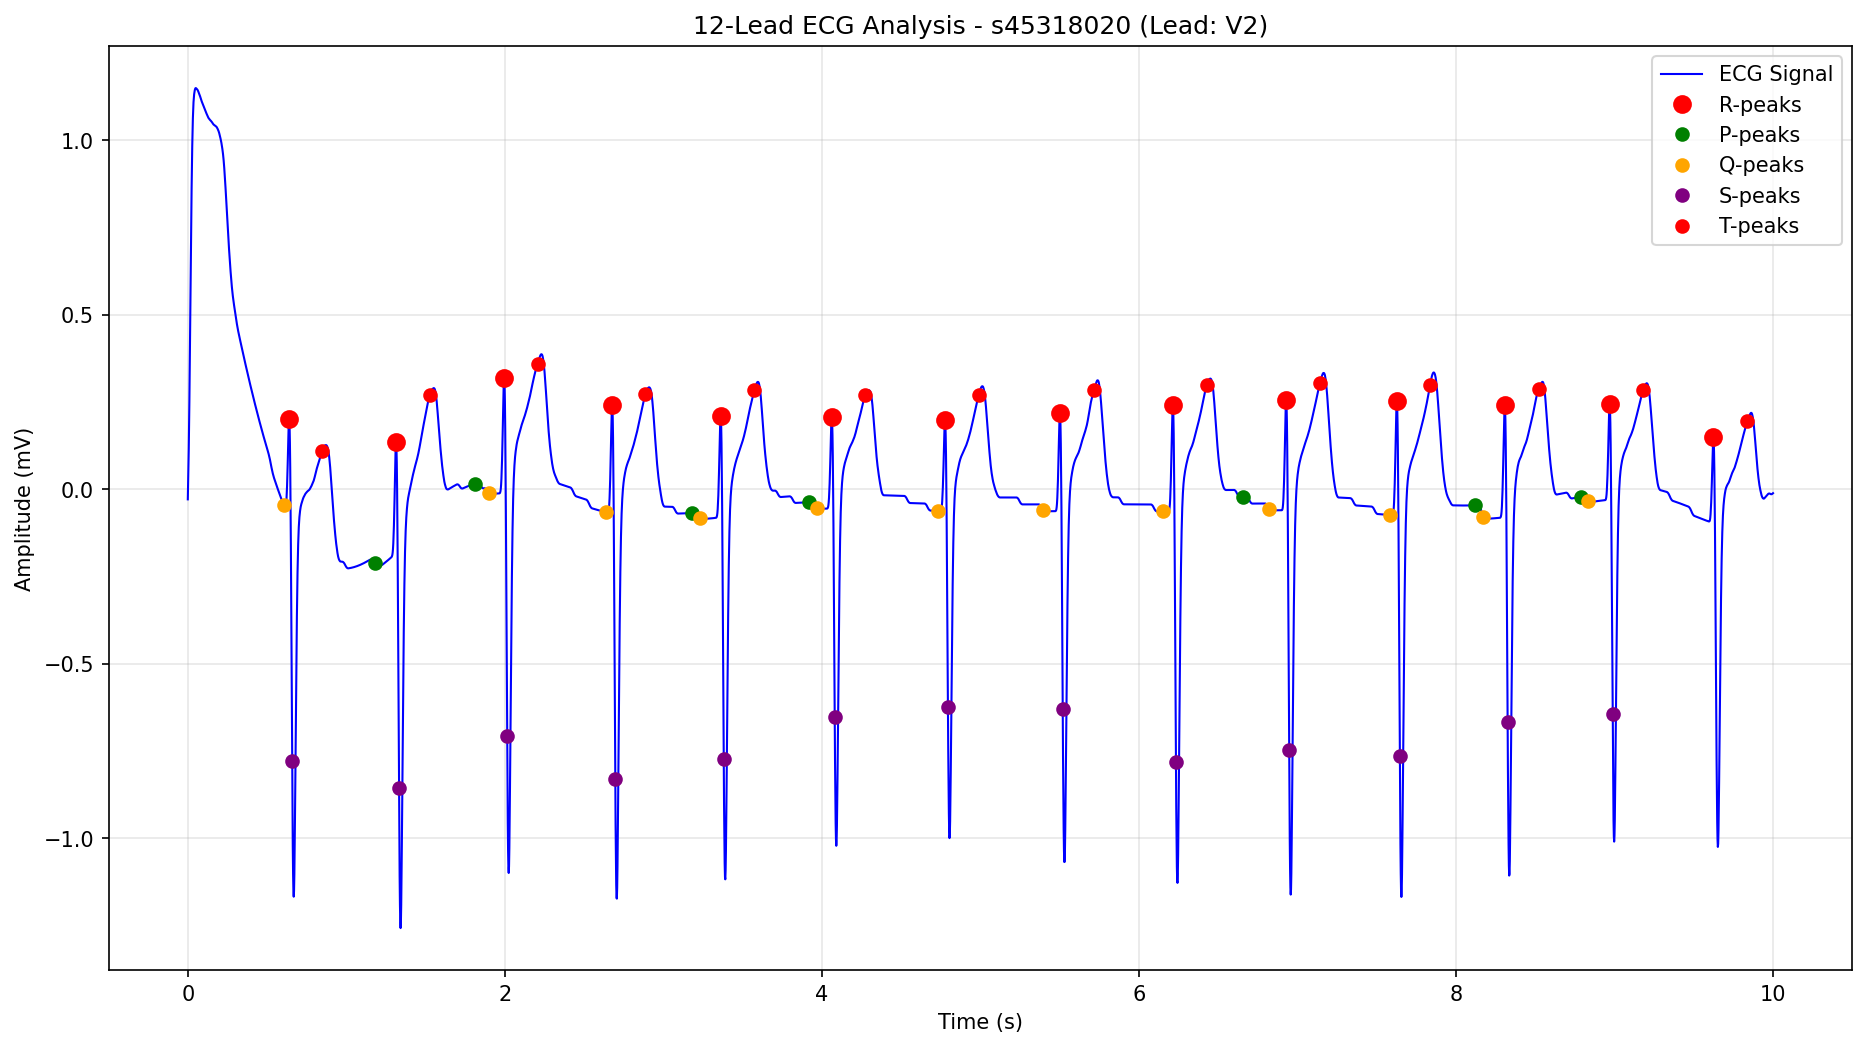 12-Lead ECG Analysis - s45318020 (Lead: V2)
ECG Signal
R-peaks
P-peaks
Q-peaks
S-peaks
T-peaks
Amplitude (mV)
1.0
0.5
0.0
−0.5
−1.0
0 2 4 6 8 10
Time (s)